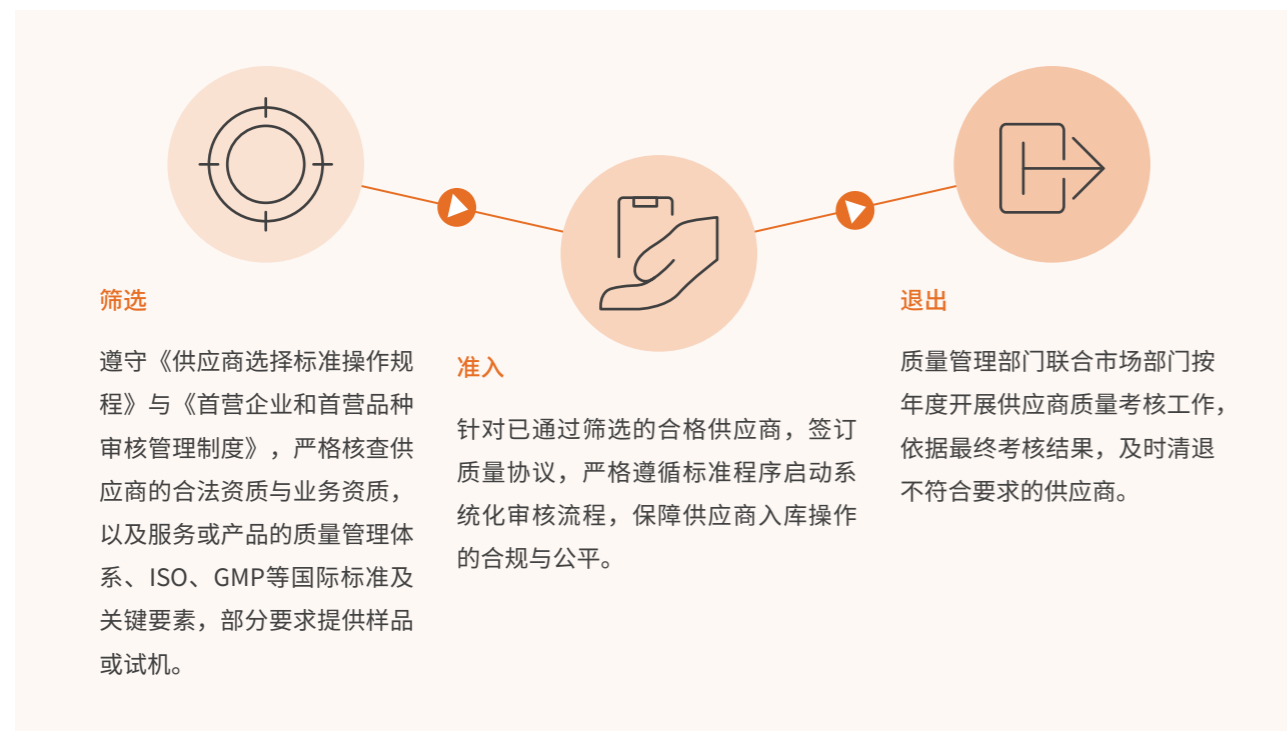 筛选
遵守《供应商选择标准操作规
程》与《首营企业和首营品种
审核管理制度》，严格核查供
应商的合法资质与业务资质，
以及服务或产品的质量管理体
系、ISO、GMP等国际标准及
关键要素，部分要求提供样品
或试机。
准入
针对已通过筛选的合格供应商，签订
质量协议，严格遵循标准程序启动系
统化审核流程，保障供应商入库操作
的合规与公平。
退出
质量管理部门联合市场部门按
年度开展供应商质量考核工作，
依据最终考核结果，及时清退
不符合要求的供应商。